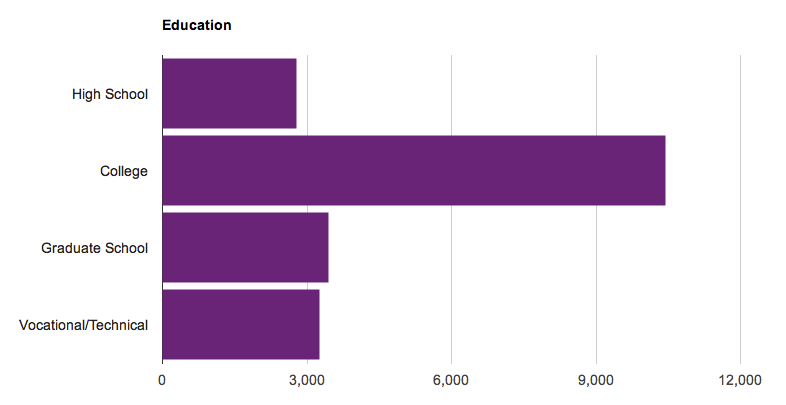 Education
High School
College
Graduate School
Vocational/Technical
0 3,000 6,000 9,000 12,000